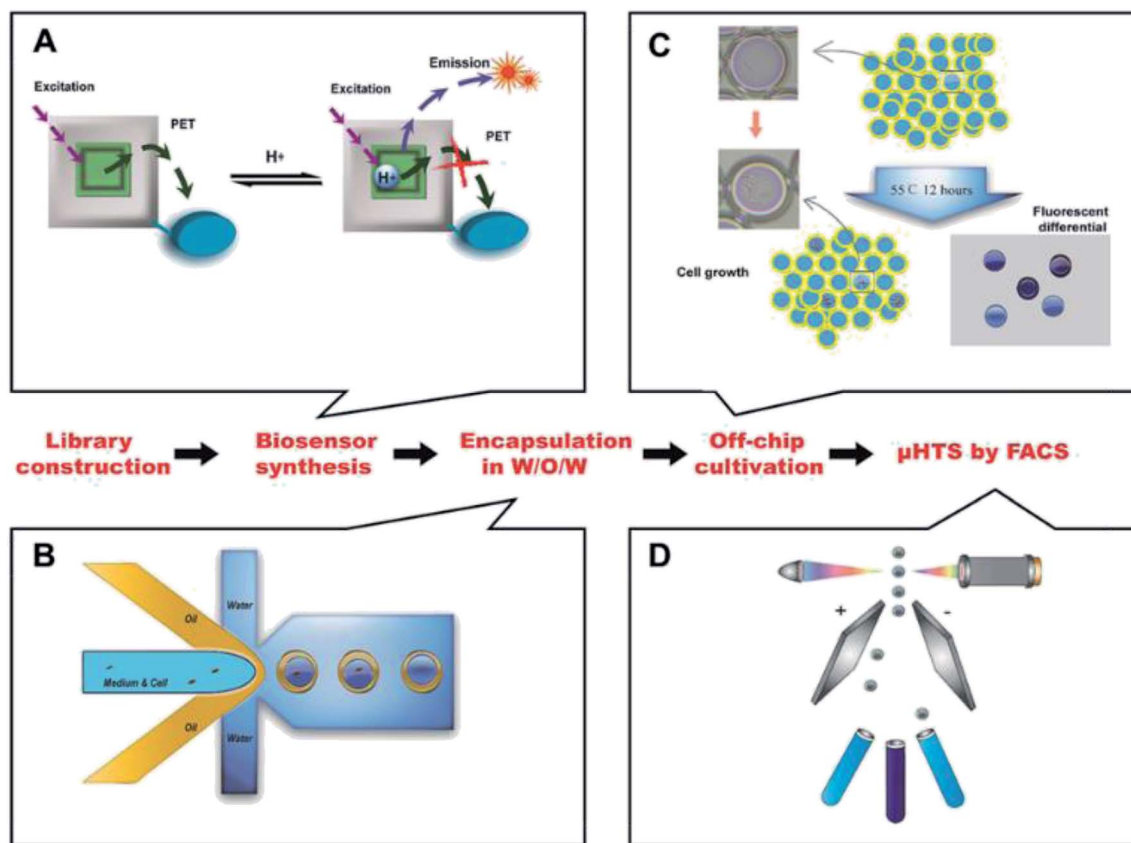 A
Excitation
PET
H+
Excitation
Emission
PET
H+
C
55 C 12 hours
Fluorescent
differential
Cell growth
Library
construction
Biosensor
synthesis
Encapsulation
in W/O/W
Off-chip
cultivation
µHTS by FACS
B
Oil
Water
Medium & Cell
Oil
Water
D
+
-